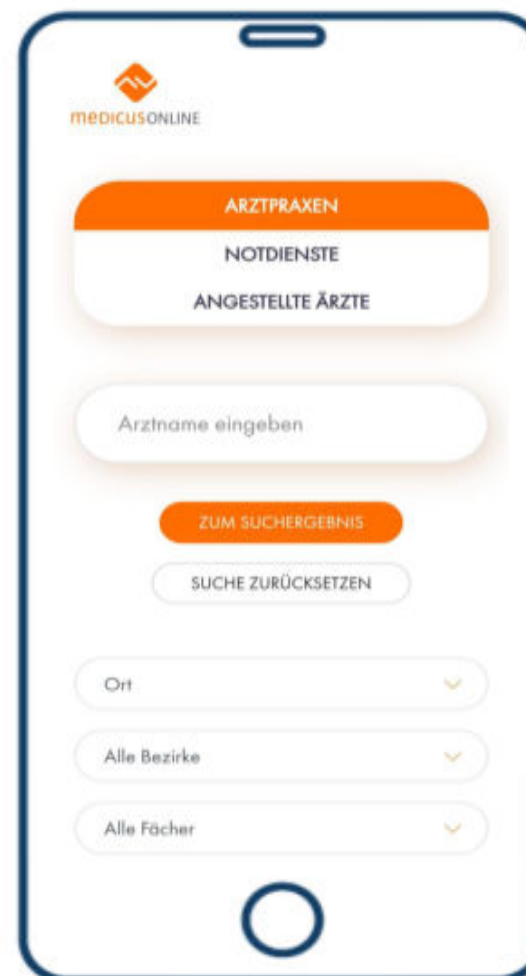 medicusONLINE
ARZTPRAXEN
NOTDIENSTE
ANGESTELLTE ÄRZTE
Arztname eingeben
ZUM SUCHERGEBNIS
SUCHE ZURÜCKSETZEN
Ort
Alle Bezirke
Alle Fächer